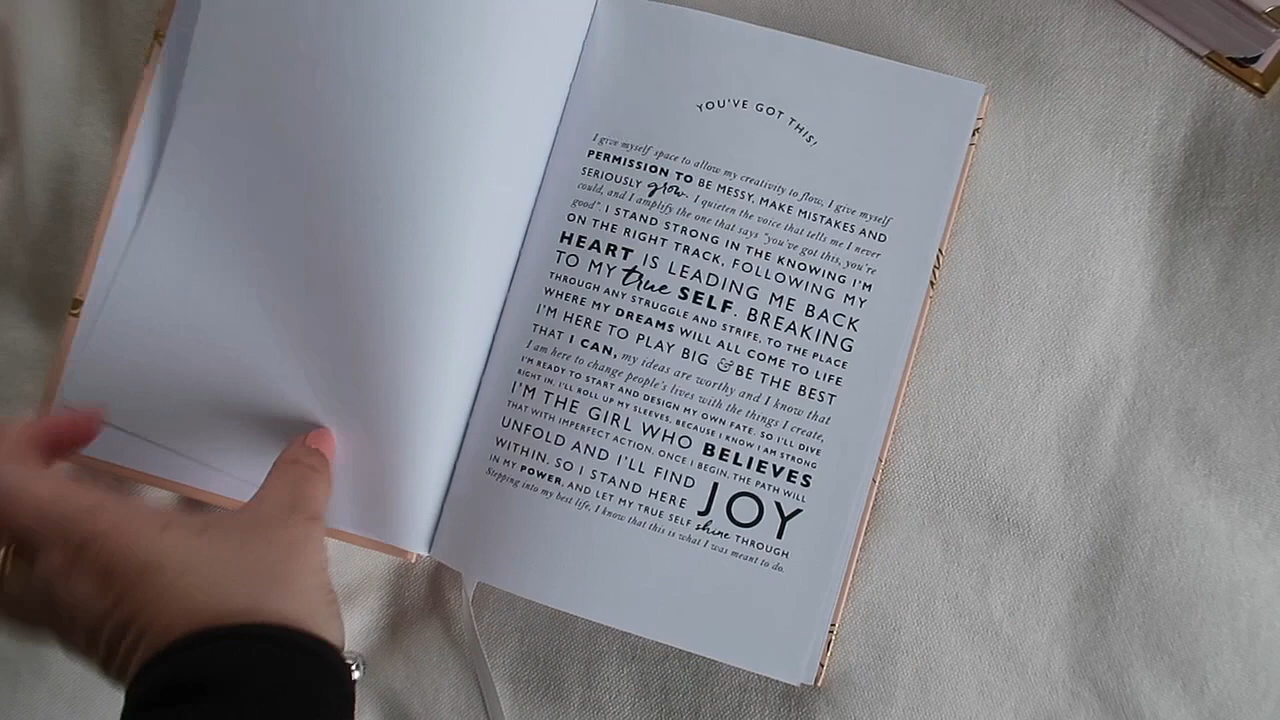 YOU'VE GOT THIS!
I give myself space to allow my creativity to flow, I give myself
PERMISSION TO BE MESSY, MAKE MISTAKES AND
SERIOUSLY grow. I quieten the voice that tells me I never
could, and I amplify the one that says "you've got this, you're
good". I STAND STRONG IN THE KNOWING I'M
ON THE RIGHT TRACK, FOLLOWING MY
HEART IS LEADING ME BACK
TO MY true SELF. BREAKING
THROUGH ANY STRUGGLE AND STRIFE, TO THE PLACE
WHERE MY DREAMS WILL ALL COME TO LIFE
I'M HERE TO PLAY BIG & BE THE BEST
THAT I CAN, my ideas are worthy and I know that
I am here to change people's lives with the things I create,
I'M READY TO START AND DESIGN MY OWN FATE. SO I'LL DIVE
RIGHT IN, I'LL ROLL UP MY SLEEVES, BECAUSE I KNOW I AM STRONG
I'M THE GIRL WHO BELIEVES
THAT WITH IMPERFECT ACTION, ONCE I BEGIN, THE PATH WILL
UNFOLD AND I'LL FIND JOY
WITHIN. SO I STAND HERE
IN MY POWER, AND LET MY TRUE SELF shine THROUGH
Stepping into my best life, I know that this is what I was meant to do.